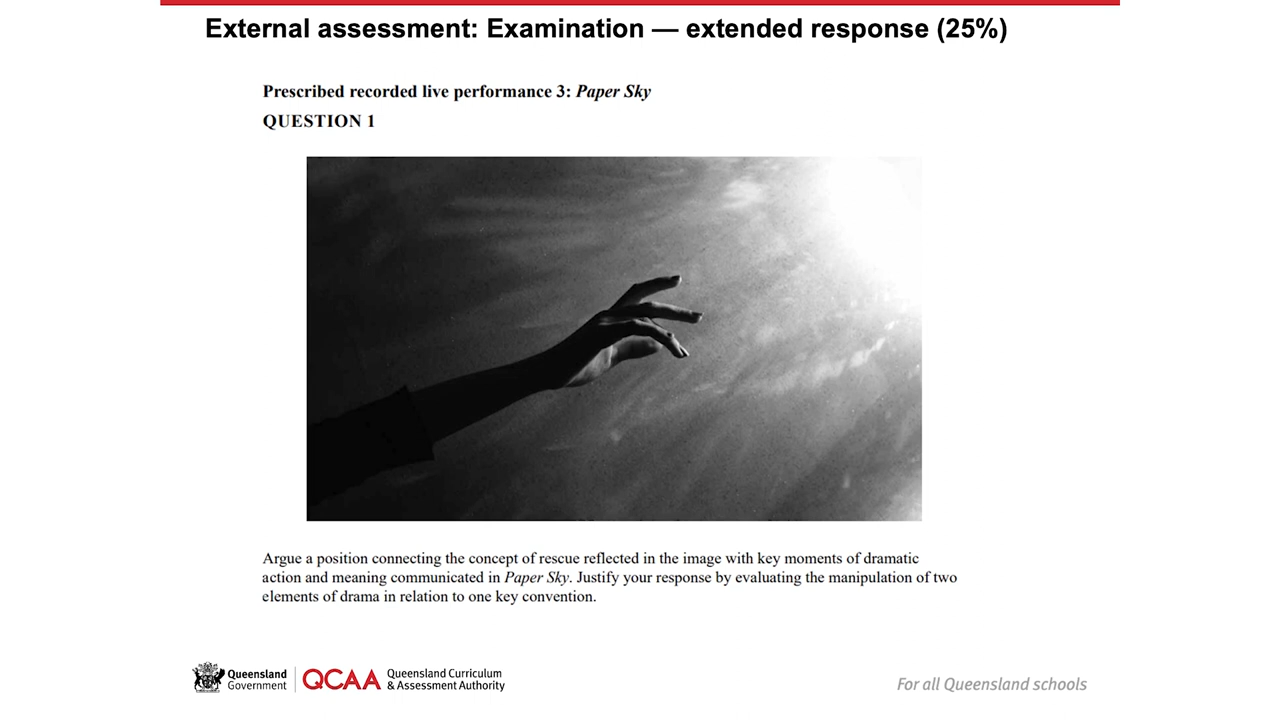 External assessment: Examination — extended response (25%)
Prescribed recorded live performance 3: Paper Sky
QUESTION 1
Argue a position connecting the concept of rescue reflected in the image with key moments of dramatic
action and meaning communicated in Paper Sky. Justify your response by evaluating the manipulation of two
elements of drama in relation to one key convention.
Queensland
Government
QCAA
Queensland Curriculum
& Assessment Authority
For all Queensland schools